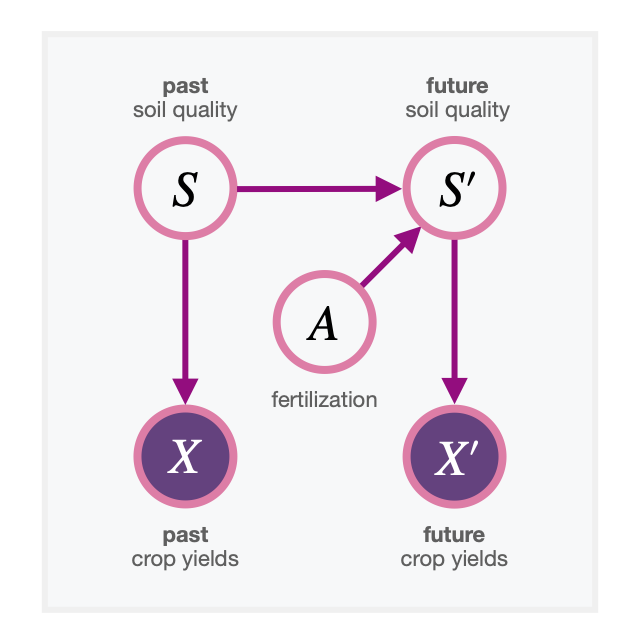 past
soil quality
future
soil quality
S
S′
A
fertilization
X
X′
past
crop yields
future
crop yields